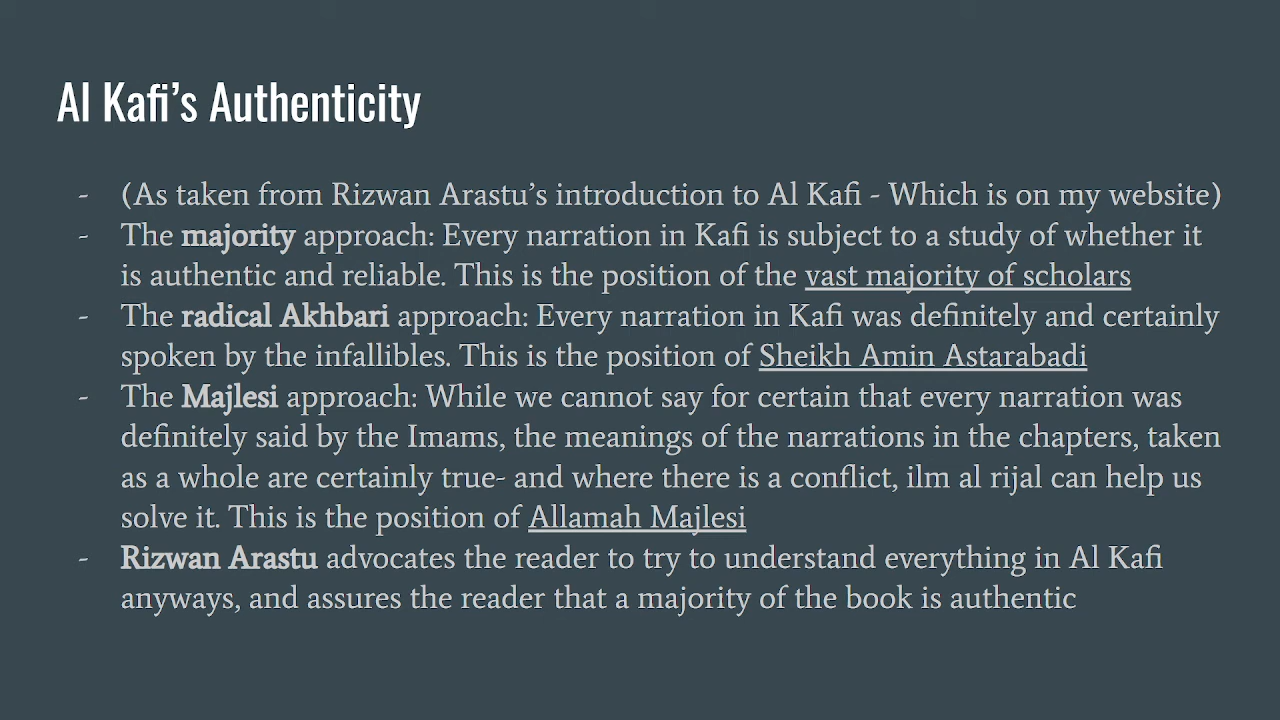 Al Kafi's Authenticity
- (As taken from Rizwan Arastu's introduction to Al Kafi - Which is on my website)
- The majority approach: Every narration in Kafi is subject to a study of whether it
is authentic and reliable. This is the position of the vast majority of scholars
- The radical Akhbari approach: Every narration in Kafi was definitely and certainly
spoken by the infallibles. This is the position of Sheikh Amin Astarabadi
- The Majlesi approach: While we cannot say for certain that every narration was
definitely said by the Imams, the meanings of the narrations in the chapters, taken
as a whole are certainly true- and where there is a conflict, ilm al rijal can help us
solve it. This is the position of Allamah Majlesi
- Rizwan Arastu advocates the reader to try to understand everything in Al Kafi
anyways, and assures the reader that a majority of the book is authentic